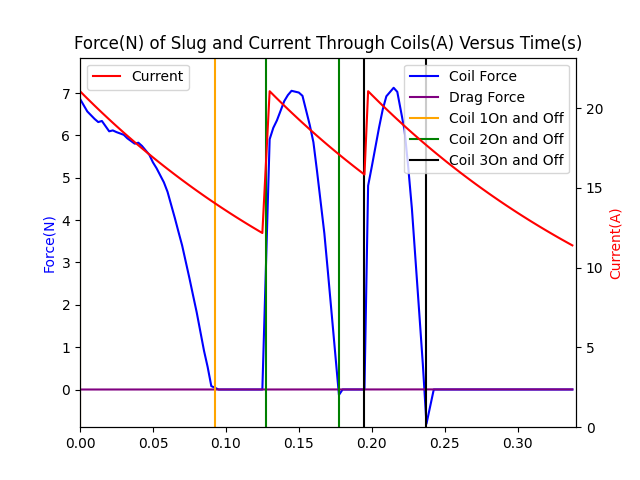 Force(N) of Slug and Current Through Coils(A) Versus Time(s)
Current
Coil Force
Drag Force
Coil 1On and Off
Coil 2On and Off
Coil 3On and Off
Force(N)
7
6
5
4
3
2
1
0
Current(A)
20
15
10
5
0
0.00 0.05 0.10 0.15 0.20 0.25 0.30